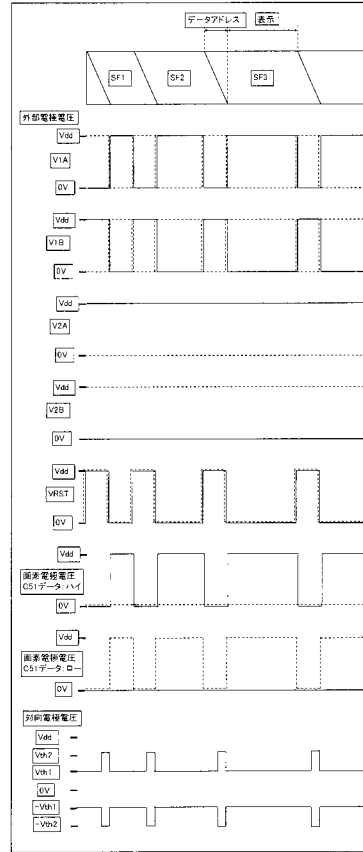 データアドレス 表示
SF1 SF2 SF3
外部電極電圧
Vdd
V1A
0V
Vdd
V1B
0V
Vdd
V2A
0V
Vdd
V2B
0V
Vdd
VRST
0V
Vdd
画素電極電圧
C51データ:ハイ
0V
Vdd
画素電極電圧
C51データ:ロー
0V
対向電極電圧
Vdd
Vth2
Vth1
0V
-Vth1
-Vth2